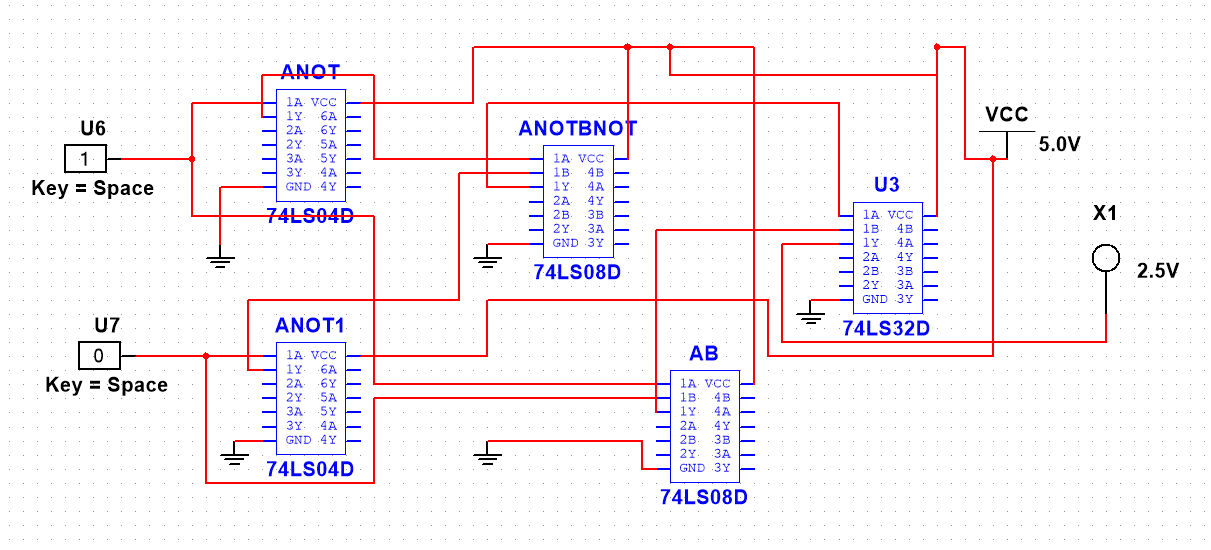 ANOT
1A VCC
1Y 6A
2A 6Y
2Y 5A
3A 5Y
3Y 4A
GND 4Y
74LS04D
U6
1
Key = Space
ANOTBNOT
1A VCC
1B 4B
1Y 4A
2A 4Y
2B 3B
2Y 3A
GND 3Y
74LS08D
VCC
5.0V
U3
1A VCC
1B 4B
1Y 4A
2A 4Y
2B 3B
2Y 3A
GND 3Y
74LS32D
X1
2.5V
U7
0
Key = Space
ANOT1
1A VCC
1Y 6A
2A 6Y
2Y 5A
3A 5Y
3Y 4A
GND 4Y
74LS04D
AB
1A VCC
1B 4B
1Y 4A
2A 4Y
2B 3B
2Y 3A
GND 3Y
74LS08D